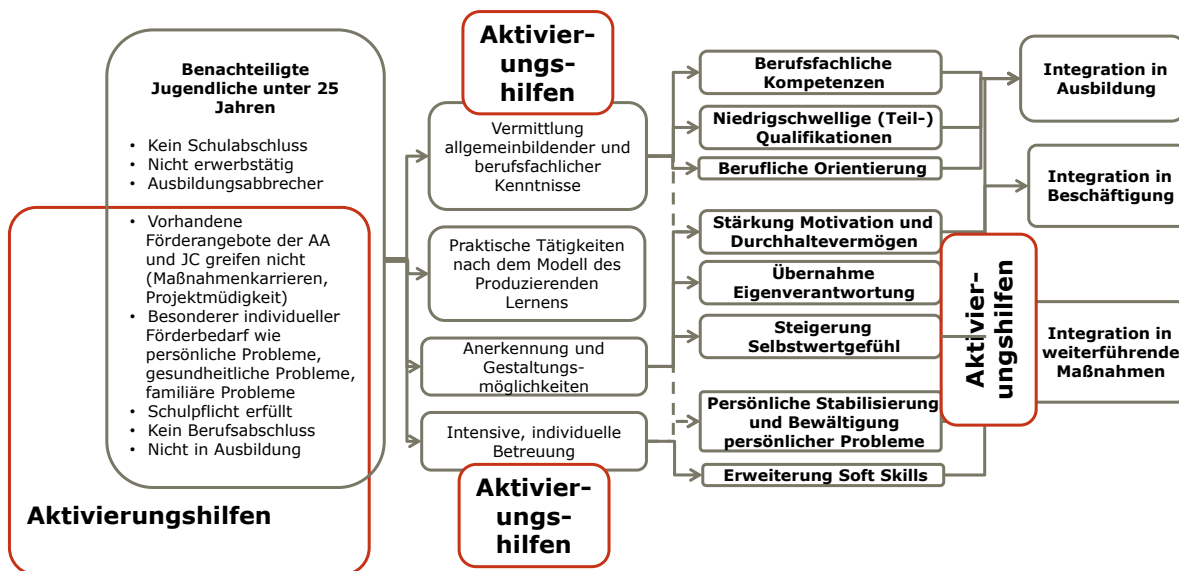 Benachteiligte
Jugendliche unter 25
Jahren
• Kein Schulabschluss
• Nicht erwerbstätig
• Ausbildungsabbrecher
• Vorhandene
Förderangebote der AA
und JC greifen nicht
(Maßnahmenkarrieren,
Projektmüdigkeit)
• Besonderer individueller
Förderbedarf wie
persönliche Probleme,
gesundheitliche Probleme,
familiäre Probleme
• Schulpflicht erfüllt
• Kein Berufsabschluss
• Nicht in Ausbildung
Aktivierungshilfen
Aktivier-
ungs-
hilfen
Vermittlung
allgemeinbildender und
berufsfachlicher
Kenntnisse
Praktische Tätigkeiten
nach dem Modell des
Produzierenden
Lernens
Anerkennung und
Gestaltungs-
möglichkeiten
Intensive, individuelle
Betreuung
Aktivier-
ungs-
hilfen
Berufsfachliche
Kompetenzen
Niedrigschwellige (Teil-)
Qualifikationen
Berufliche Orientierung
Stärkung Motivation und
Durchhaltevermögen
Übernahme
Eigenverantwortung
Steigerung
Selbstwertgefühl
Persönliche Stabilisierung
und Bewältigung
persönlicher Probleme
Erweiterung Soft Skills
Aktivier-
ungshilfen
Integration in
Ausbildung
Integration in
Beschäftigung
Integration in
weiterführende
Maßnahmen